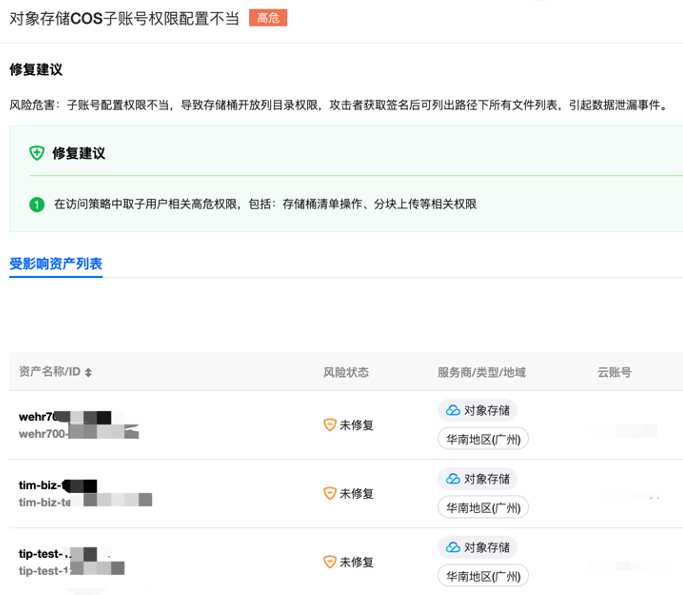 对象存储COS子账号权限配置不当 高危
修复建议
风险危害：子账号配置权限不当，导致存储桶开放列目录权限，攻击者获取签名后可列出路径下所有文件列表，引起数据泄漏事件。
修复建议
1 在访问策略中取子用户相关高危权限，包括：存储桶清单操作、分块上传等相关权限
受影响资产列表
资产名称/ID 风险状态 服务商/类型/地域 云账号
wehr70
对象存储
wehr700-
未修复
华南地区(广州)
tim-biz-
对象存储
tim-biz-te
未修复
华南地区(广州)
tip-test-
对象存储
tip-test-1
未修复
华南地区(广州)